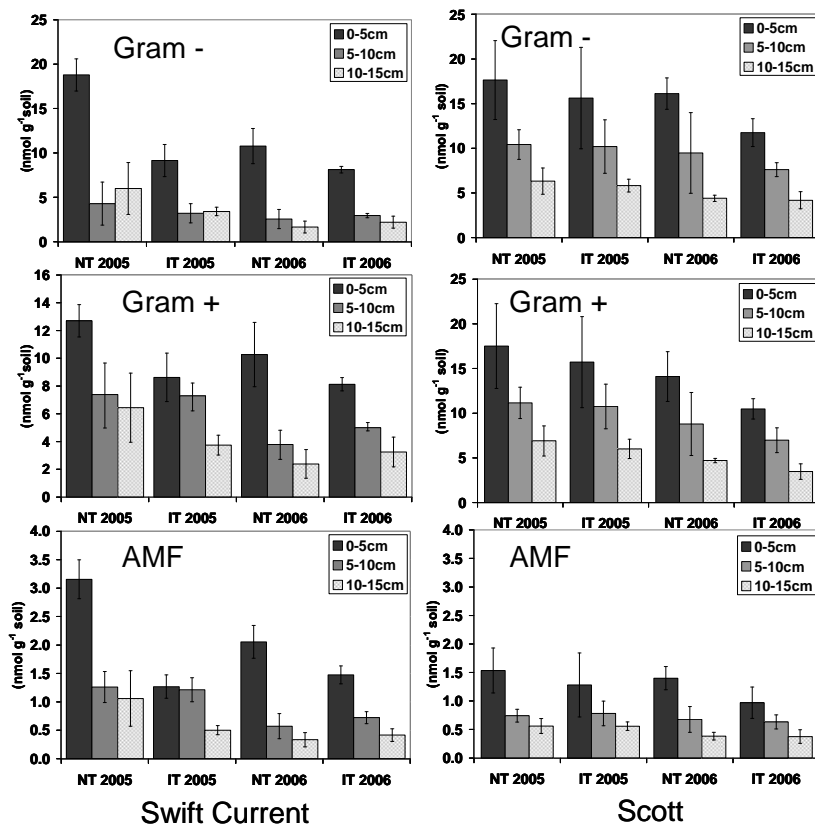 Gram -
0-5cm
5-10cm
10-15cm
(nmol g-1soil)
25
20
15
10
5
0
NT 2005 IT 2005 NT 2006 IT 2006
Gram -
0-5cm
5-10cm
10-15cm
(nmol g-1 soil)
25
20
15
10
5
0
NT 2005 IT 2005 NT 2006 IT 2006
Gram +
0-5cm
5-10cm
10-15cm
(nmol g-1soil)
16
14
12
10
8
6
4
2
0
NT 2005 IT 2005 NT 2006 IT 2006
Gram +
0-5cm
5-10cm
10-15cm
(nmol g-1 soil)
25
20
15
10
5
0
NT 2005 IT 2005 NT 2006 IT 2006
AMF
0-5cm
5-10cm
10-15cm
(nmol g-1 soil)
4.0
3.5
3.0
2.5
2.0
1.5
1.0
0.5
0.0
NT 2005 IT 2005 NT 2006 IT 2006
AMF
0-5cm
5-10cm
10-15cm
(nmol g-1 soil)
4.0
3.5
3.0
2.5
2.0
1.5
1.0
0.5
0.0
NT 2005 IT 2005 NT 2006 IT 2006
Swift Current
Scott